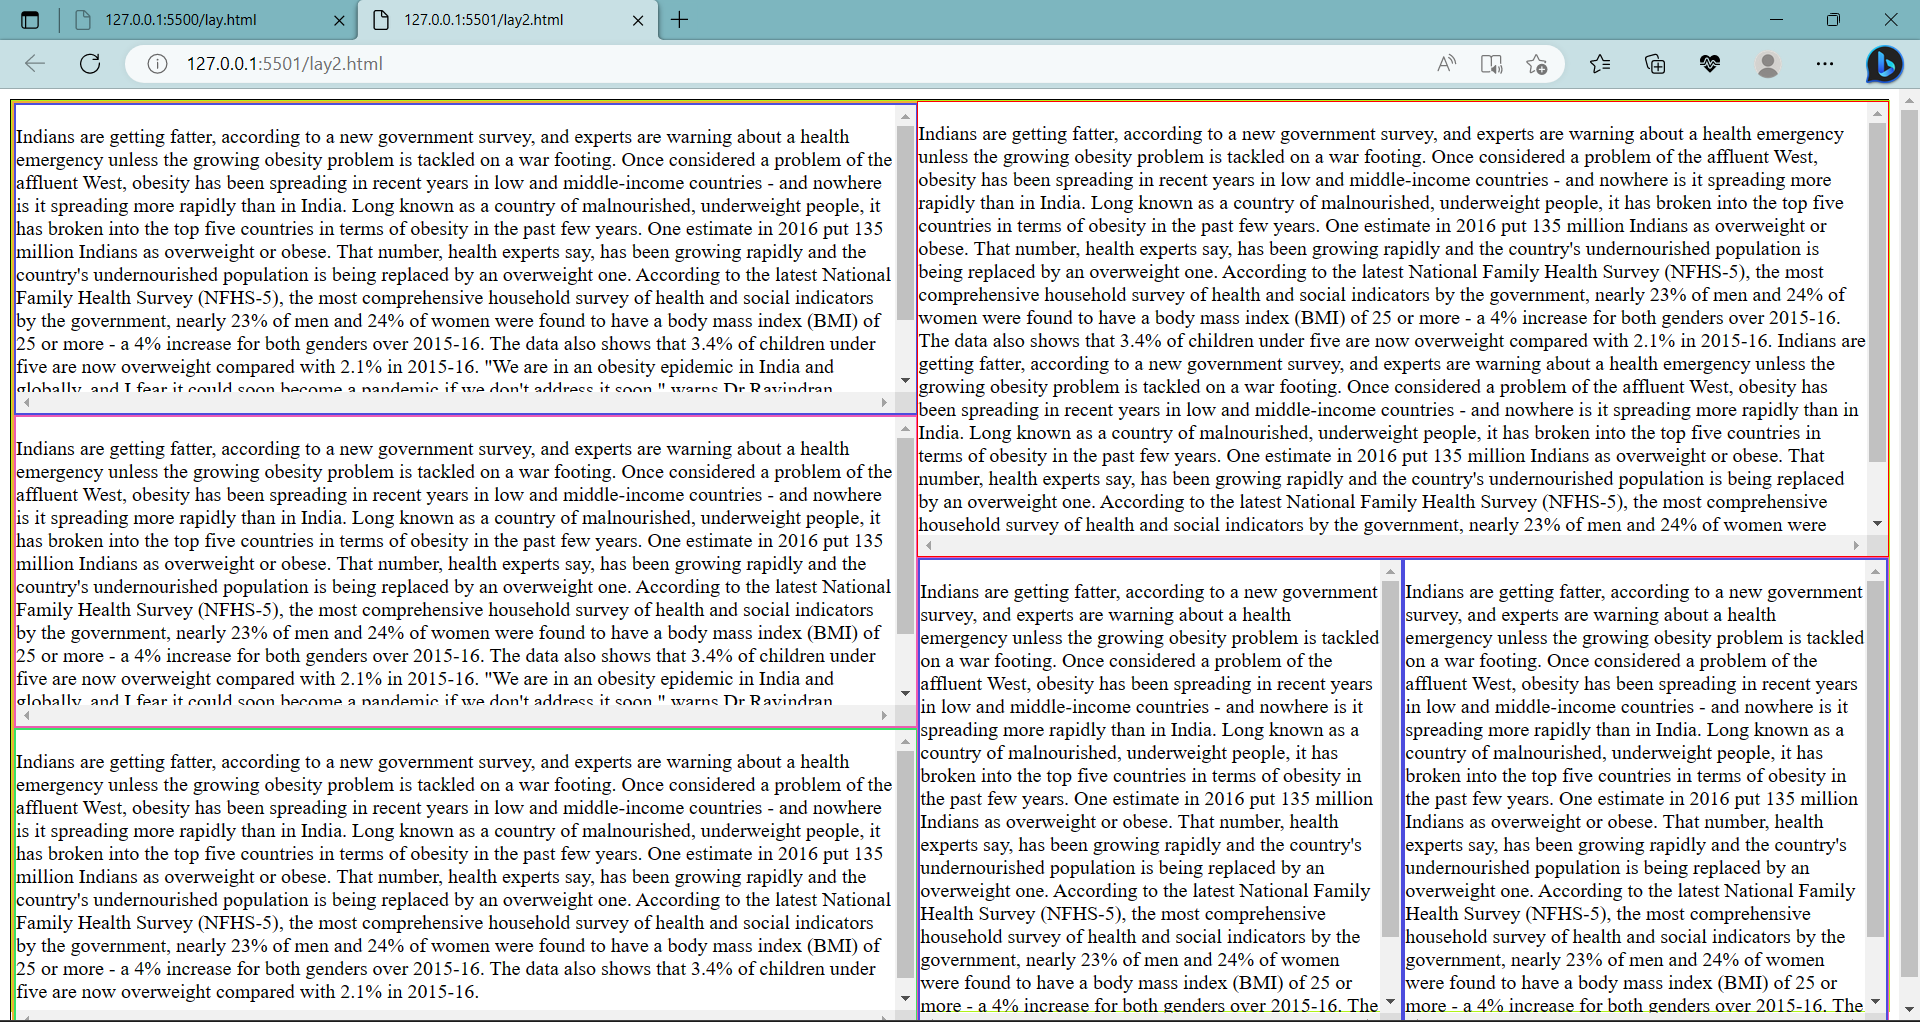 127.0.0.1:5500/lay.html
127.0.0.1:5501/lay2.html
127.0.0.1:5501/lay2.html
Indians are getting fatter, according to a new government survey, and experts are warning about a health
emergency unless the growing obesity problem is tackled on a war footing. Once considered a problem of the
affluent West, obesity has been spreading in recent years in low and middle-income countries - and nowhere
is it spreading more rapidly than in India. Long known as a country of malnourished, underweight people, it
has broken into the top five countries in terms of obesity in the past few years. One estimate in 2016 put 135
million Indians as overweight or obese. That number, health experts say, has been growing rapidly and the
country's undernourished population is being replaced by an overweight one. According to the latest National
Family Health Survey (NFHS-5), the most comprehensive household survey of health and social indicators
by the government, nearly 23% of men and 24% of women were found to have a body mass index (BMI) of
25 or more - a 4% increase for both genders over 2015-16. The data also shows that 3.4% of children under
five are now overweight compared with 2.1% in 2015-16. "We are in an obesity epidemic in India and
globally, and I fear it could soon become a pandemic if we don't address it soon," warns Dr Ravindran
Indians are getting fatter, according to a new government survey, and experts are warning about a health
emergency unless the growing obesity problem is tackled on a war footing. Once considered a problem of the
affluent West, obesity has been spreading in recent years in low and middle-income countries - and nowhere
is it spreading more rapidly than in India. Long known as a country of malnourished, underweight people, it
has broken into the top five countries in terms of obesity in the past few years. One estimate in 2016 put 135
million Indians as overweight or obese. That number, health experts say, has been growing rapidly and the
country's undernourished population is being replaced by an overweight one. According to the latest National
Family Health Survey (NFHS-5), the most comprehensive household survey of health and social indicators
by the government, nearly 23% of men and 24% of women were found to have a body mass index (BMI) of
25 or more - a 4% increase for both genders over 2015-16. The data also shows that 3.4% of children under
five are now overweight compared with 2.1% in 2015-16. "We are in an obesity epidemic in India and
globally, and I fear it could soon become a pandemic if we don't address it soon," warns Dr Ravindran
Indians are getting fatter, according to a new government survey, and experts are warning about a health
emergency unless the growing obesity problem is tackled on a war footing. Once considered a problem of the
affluent West, obesity has been spreading in recent years in low and middle-income countries - and nowhere
is it spreading more rapidly than in India. Long known as a country of malnourished, underweight people, it
has broken into the top five countries in terms of obesity in the past few years. One estimate in 2016 put 135
million Indians as overweight or obese. That number, health experts say, has been growing rapidly and the
country's undernourished population is being replaced by an overweight one. According to the latest National
Family Health Survey (NFHS-5), the most comprehensive household survey of health and social indicators
by the government, nearly 23% of men and 24% of women were found to have a body mass index (BMI) of
25 or more - a 4% increase for both genders over 2015-16. The data also shows that 3.4% of children under
five are now overweight compared with 2.1% in 2015-16.
Indians are getting fatter, according to a new government survey, and experts are warning about a health emergency
unless the growing obesity problem is tackled on a war footing. Once considered a problem of the affluent West,
obesity has been spreading in recent years in low and middle-income countries - and nowhere is it spreading more
rapidly than in India. Long known as a country of malnourished, underweight people, it has broken into the top five
countries in terms of obesity in the past few years. One estimate in 2016 put 135 million Indians as overweight or
obese. That number, health experts say, has been growing rapidly and the country's undernourished population is
being replaced by an overweight one. According to the latest National Family Health Survey (NFHS-5), the most
comprehensive household survey of health and social indicators by the government, nearly 23% of men and 24% of
women were found to have a body mass index (BMI) of 25 or more - a 4% increase for both genders over 2015-16.
The data also shows that 3.4% of children under five are now overweight compared with 2.1% in 2015-16. Indians are
getting fatter, according to a new government survey, and experts are warning about a health emergency unless the
growing obesity problem is tackled on a war footing. Once considered a problem of the affluent West, obesity has
been spreading in recent years in low and middle-income countries - and nowhere is it spreading more rapidly than in
India. Long known as a country of malnourished, underweight people, it has broken into the top five countries in
terms of obesity in the past few years. One estimate in 2016 put 135 million Indians as overweight or obese. That
number, health experts say, has been growing rapidly and the country's undernourished population is being replaced
by an overweight one. According to the latest National Family Health Survey (NFHS-5), the most comprehensive
household survey of health and social indicators by the government, nearly 23% of men and 24% of women were
Indians are getting fatter, according to a new government
survey, and experts are warning about a health
emergency unless the growing obesity problem is tackled
on a war footing. Once considered a problem of the
affluent West, obesity has been spreading in recent years
in low and middle-income countries - and nowhere is it
spreading more rapidly than in India. Long known as a
country of malnourished, underweight people, it has
broken into the top five countries in terms of obesity in
the past few years. One estimate in 2016 put 135 million
Indians as overweight or obese. That number, health
experts say, has been growing rapidly and the country's
undernourished population is being replaced by an
overweight one. According to the latest National Family
Health Survey (NFHS-5), the most comprehensive
household survey of health and social indicators by the
government, nearly 23% of men and 24% of women
were found to have a body mass index (BMI) of 25 or
more - a 4% increase for both genders over 2015-16. The
Indians are getting fatter, according to a new government
survey, and experts are warning about a health
emergency unless the growing obesity problem is tackled
on a war footing. Once considered a problem of the
affluent West, obesity has been spreading in recent years
in low and middle-income countries - and nowhere is it
spreading more rapidly than in India. Long known as a
country of malnourished, underweight people, it has
broken into the top five countries in terms of obesity in
the past few years. One estimate in 2016 put 135 million
Indians as overweight or obese. That number, health
experts say, has been growing rapidly and the country's
undernourished population is being replaced by an
overweight one. According to the latest National Family
Health Survey (NFHS-5), the most comprehensive
household survey of health and social indicators by the
government, nearly 23% of men and 24% of women
were found to have a body mass index (BMI) of 25 or
more - a 4% increase for both genders over 2015-16. The